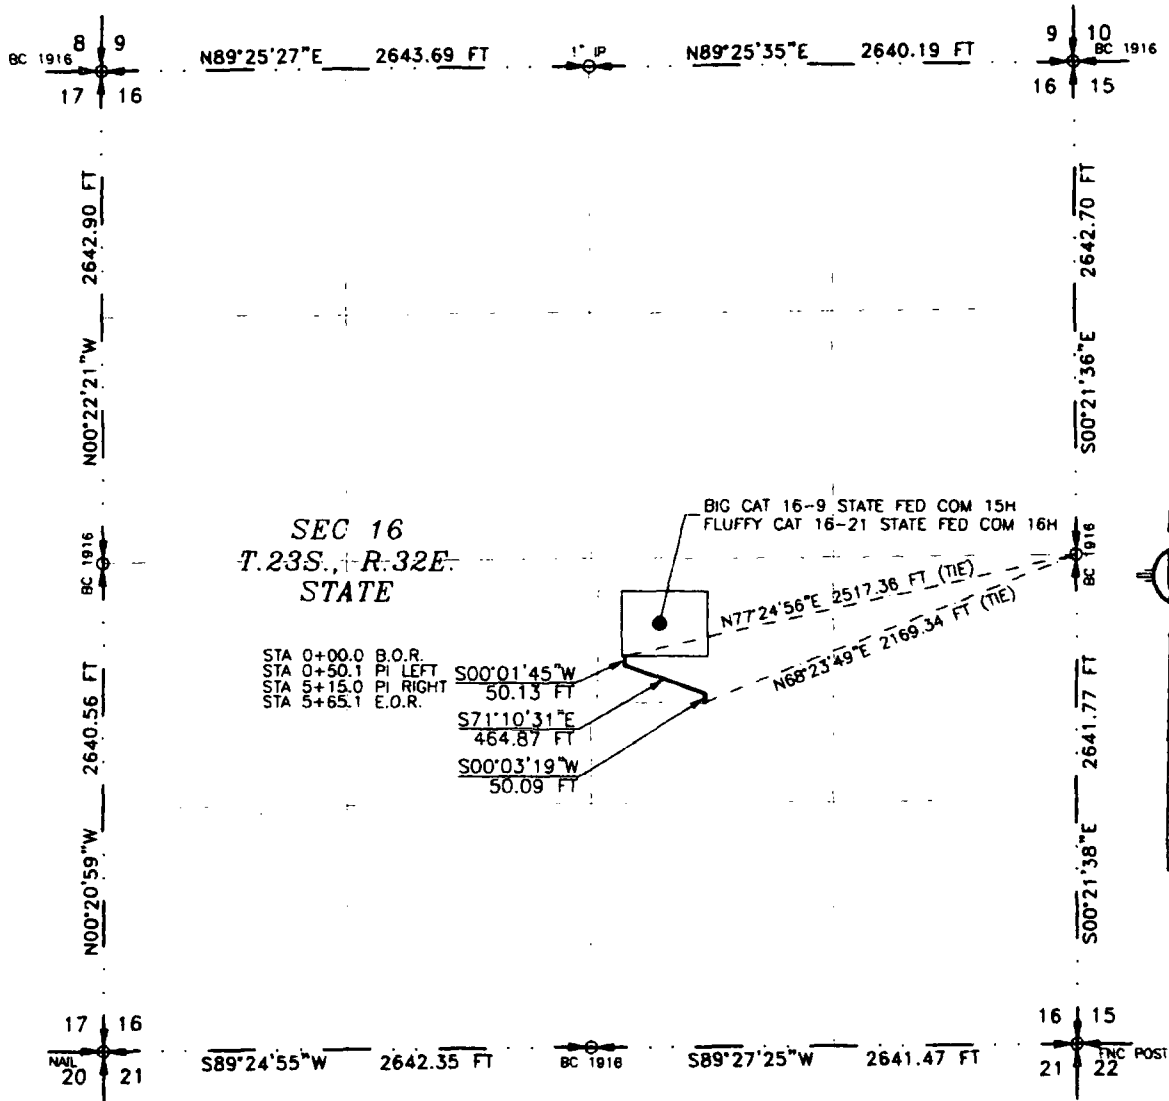 8 9
BC 1916
17 16
N89°25'27"E 2643.69 FT
1" IP
N89°25'35"E 2640.19 FT
9 10
BC 1916
16 15
N00°22'21"W 2642.90 FT
S00°21'36"E 2642.70 FT
BIG CAT 16-9 STATE FED COM 15H
FLUFFY CAT 16-21 STATE FED COM 16H
SEC 16
T.23S., R.32E.
STATE
BC 1916
BC 1916
N77°24'56"E 2517.36 FT (TIE)
N68°23'49"E 2169.34 FT (TIE)
STA 0+00.0 B.O.R.
STA 0+50.1 PI LEFT
STA 5+15.0 PI RIGHT
STA 5+65.1 E.O.R.
S00°01'45"W
50.13 FT
S71°10'31"E
464.87 FT
S00°03'19"W
50.09 FT
N00°20'59"W 2640.56 FT
S00°21'38"E 2641.77 FT
17 16
NAIL
20 21
S89°24'55"W 2642.35 FT
BC 1916
S89°27'25"W 2641.47 FT
16 15
FNC POST
21 22